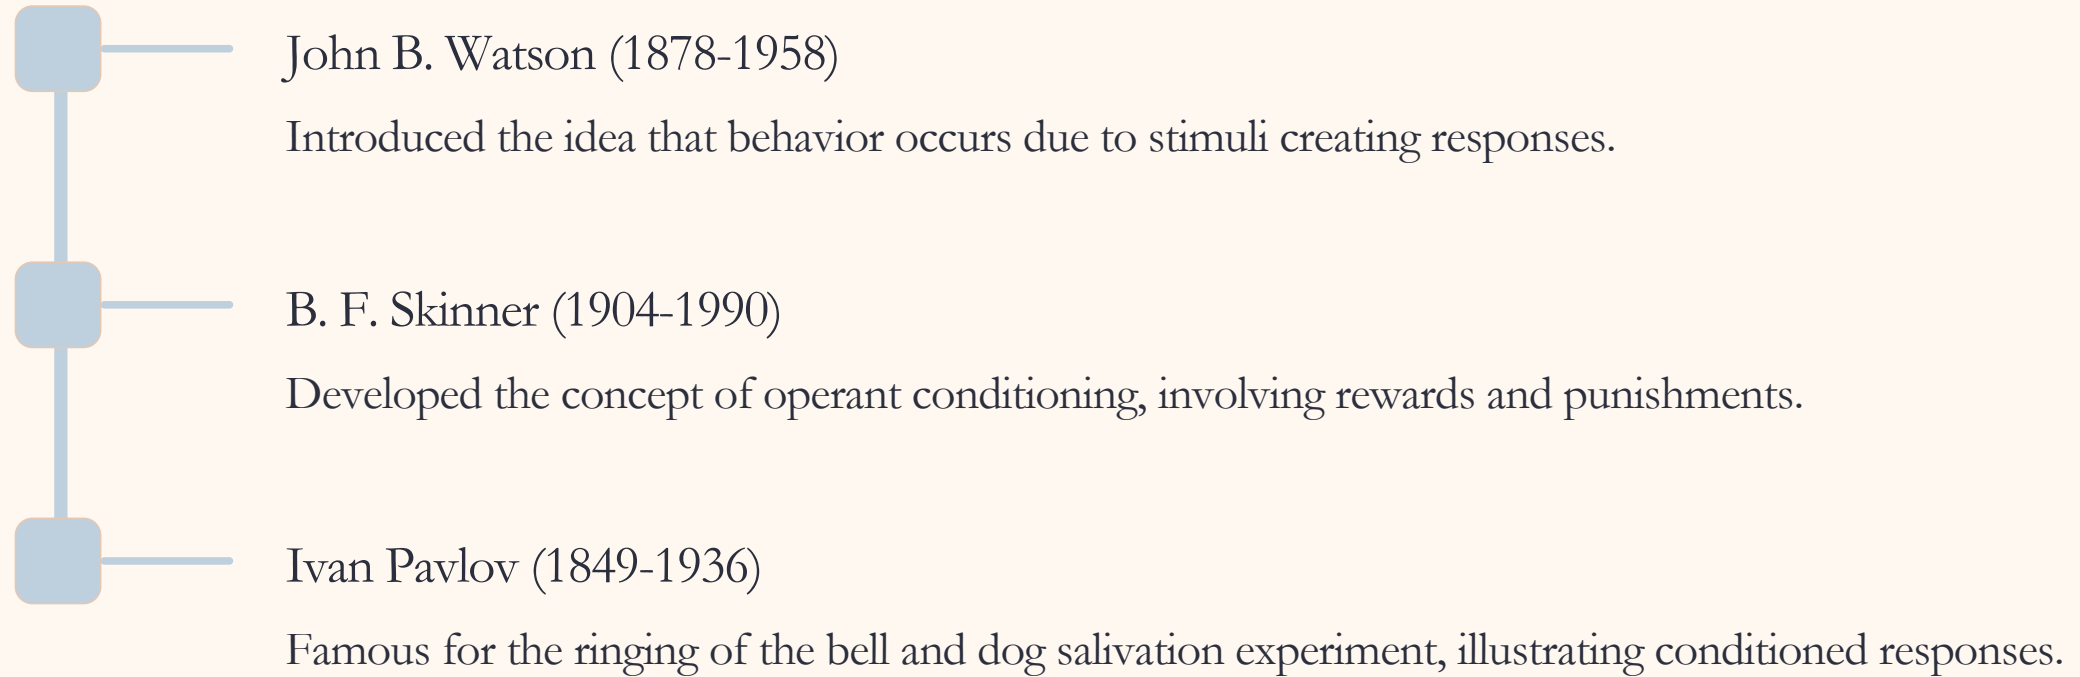 John B. Watson (1878-1958)
Introduced the idea that behavior occurs due to stimuli creating responses.
B. F. Skinner (1904-1990)
Developed the concept of operant conditioning, involving rewards and punishments.
Ivan Pavlov (1849-1936)
Famous for the ringing of the bell and dog salivation experiment, illustrating conditioned responses.